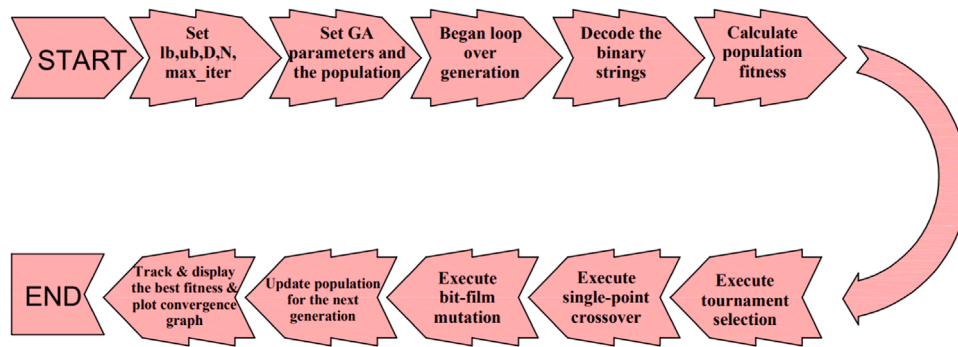 START
Set
lb,ub,D,N,
max_iter
Set GA
parameters and
the population
Began loop
over
generation
Decode the
binary
strings
Calculate
population
fitness
Execute
tournament
selection
Execute
single-point
crossover
Execute
bit-film
mutation
Update population
for the next
generation
Track & display
the best fitness &
plot convergence
graph
END